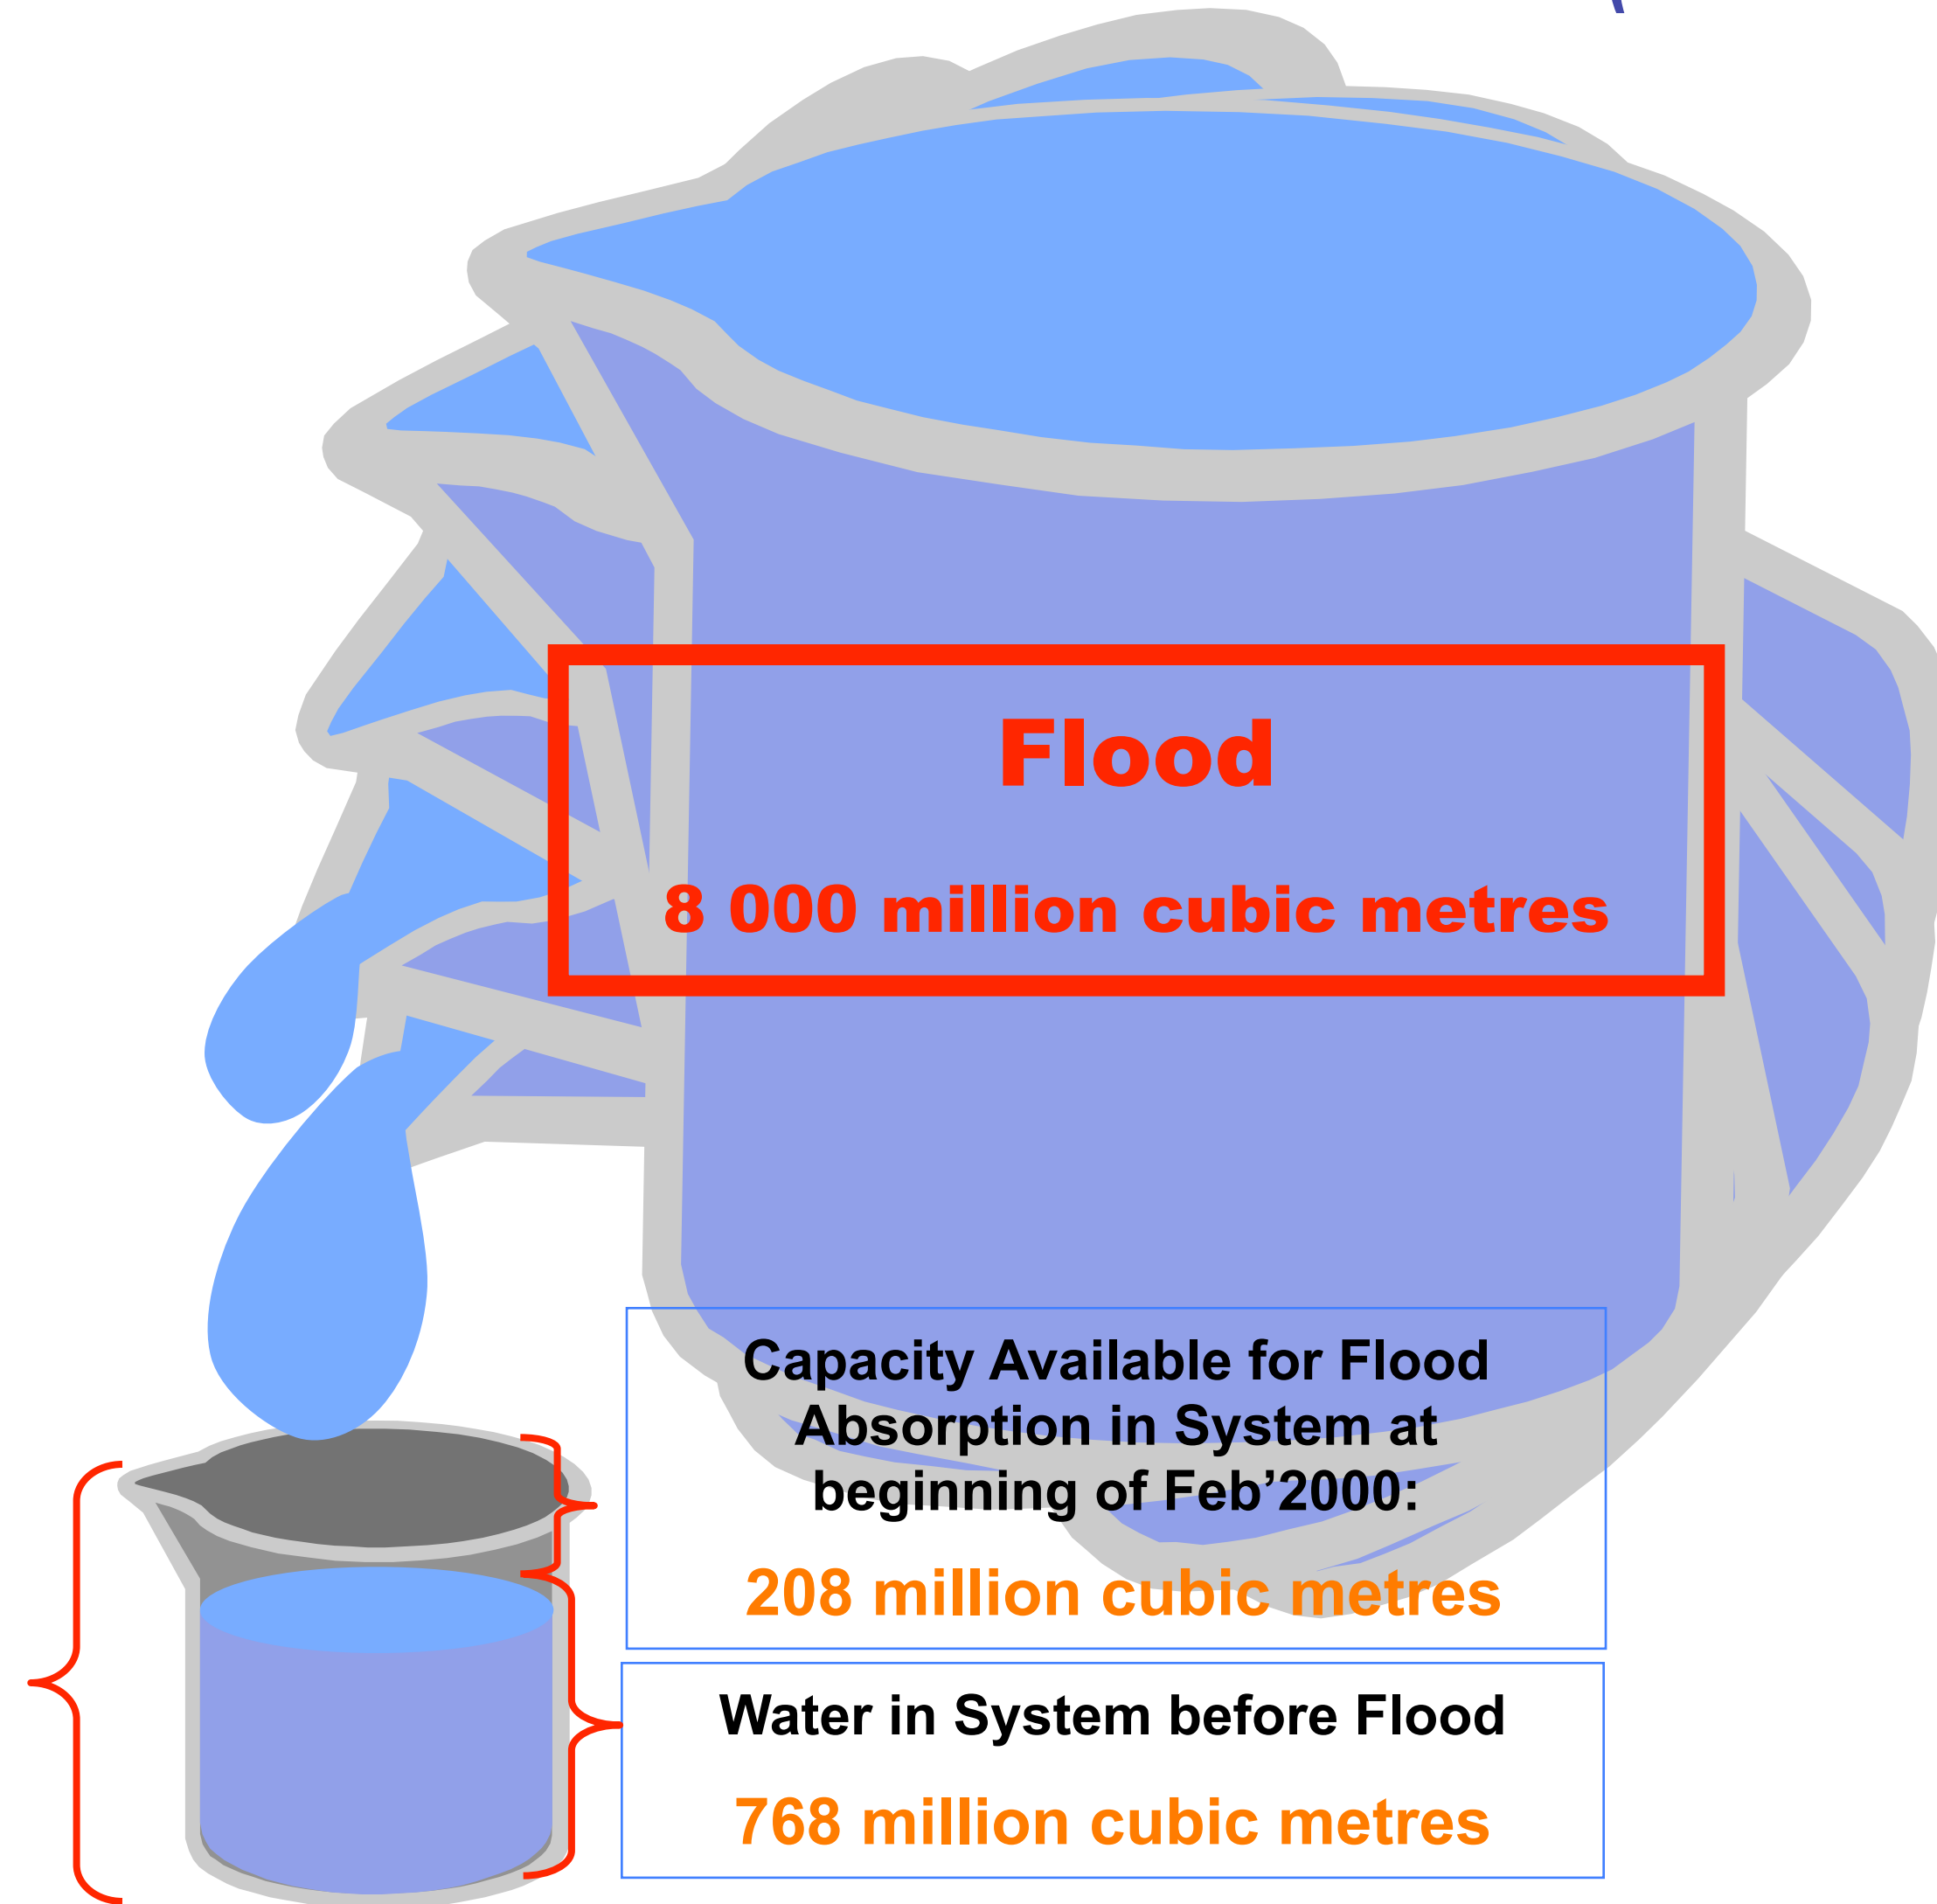 Flood
8 000 million cubic metres
Capacity Available for Flood
Absorption in System at
beginning of Feb’2000:
208 million cubic metres
Water in System before Flood
768 million cubic metres